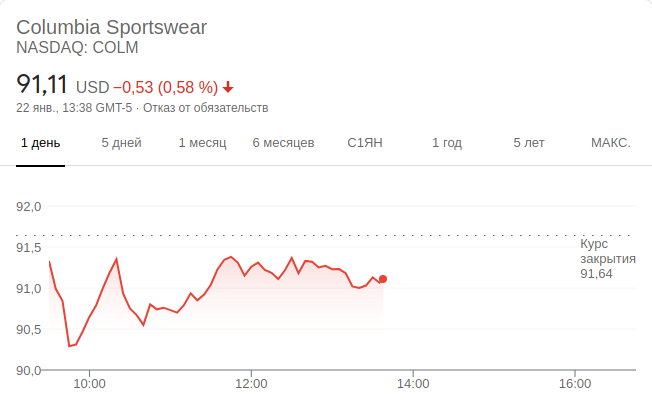 Columbia Sportswear
NASDAQ: COLM
91,11 USD −0,53 (0,58 %)
22 янв., 13:38 GMT-5 · Отказ от обязательств
1 день 5 дней 1 месяц 6 месяцев С1ЯН 1 год 5 лет МАКС.
92,0
91,5
91,0
90,5
90,0
Курс
закрытия
91,64
10:00 12:00 14:00 16:00